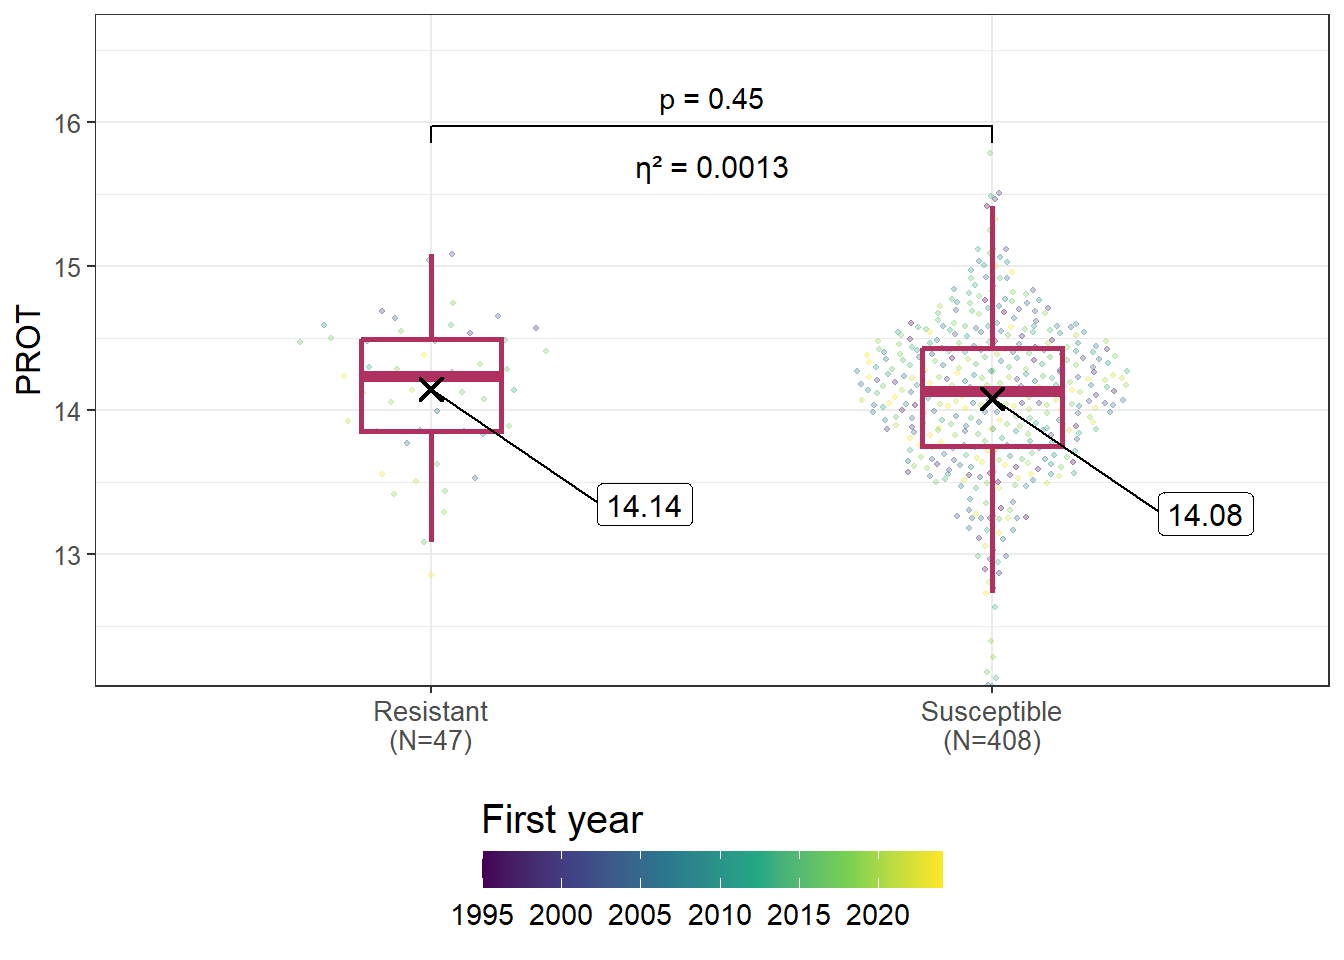 p = 0.45
η² = 0.0013
PROT
16
15
14
13
14.14
14.08
Resistant
(N=47)
Susceptible
(N=408)
First year
1995 2000 2005 2010 2015 2020